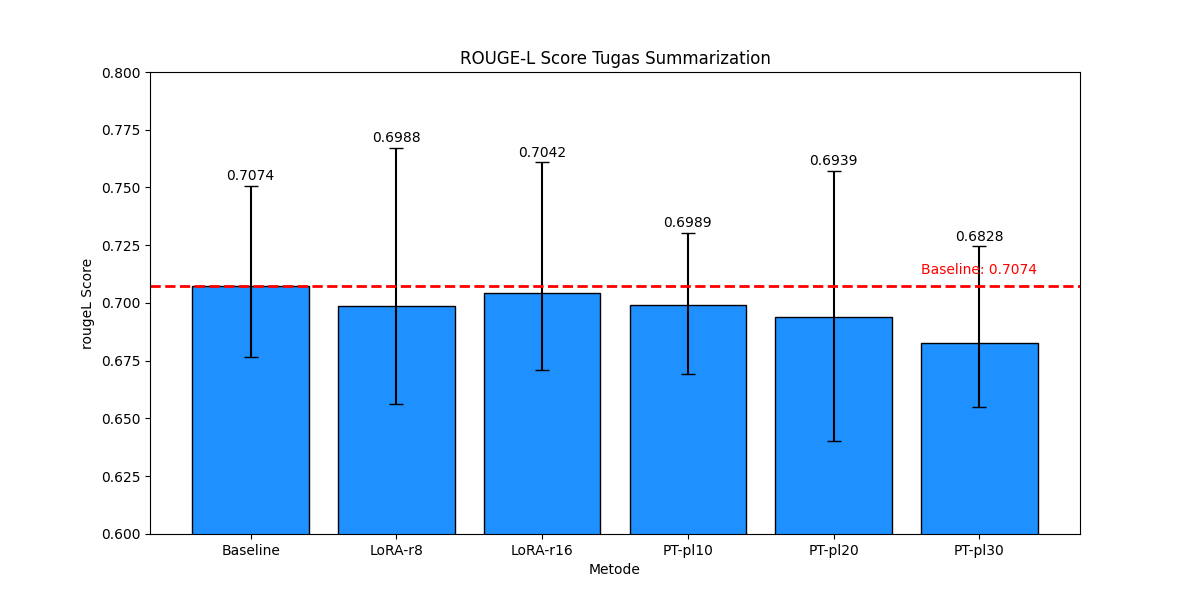 ROUGE-L Score Tugas Summarization
rougeL Score
0.800
0.775
0.750
0.725
0.700
0.675
0.650
0.625
0.600
0.7074
0.6988
0.7042
0.6989
0.6939
0.6828
Baseline: 0.7074
Baseline
LoRA-r8
LoRA-r16
PT-pl10
PT-pl20
PT-pl30
Metode